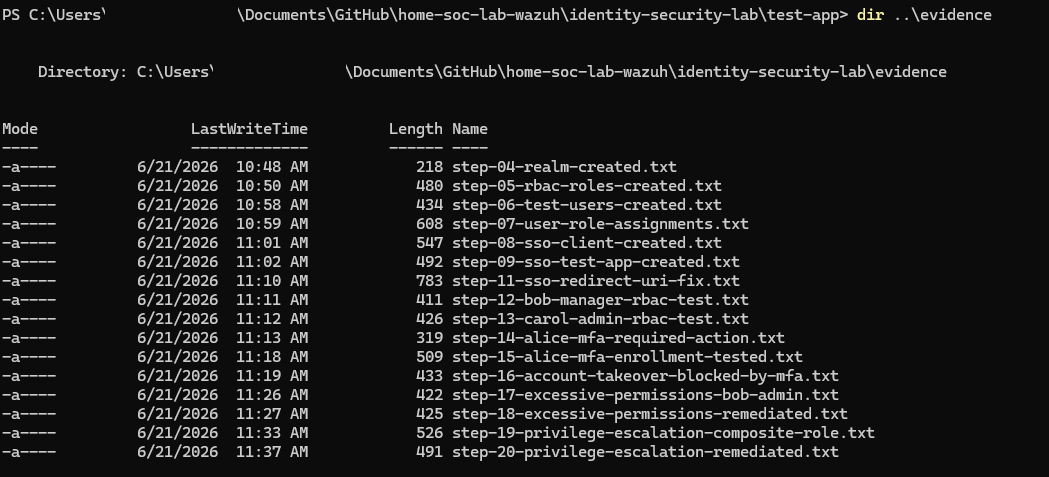 PS C:\Users\ \Documents\GitHub\home-soc-lab-wazuh\identity-security-lab\test-app> dir ..\evidence
Directory: C:\Users\ \Documents\GitHub\home-soc-lab-wazuh\identity-security-lab\evidence
Mode LastWriteTime Length Name
---- ------------- ------ ----
-a---- 6/21/2026 10:48 AM 218 step-04-realm-created.txt
-a---- 6/21/2026 10:50 AM 480 step-05-rbac-roles-created.txt
-a---- 6/21/2026 10:58 AM 434 step-06-test-users-created.txt
-a---- 6/21/2026 10:59 AM 608 step-07-user-role-assignments.txt
-a---- 6/21/2026 11:01 AM 547 step-08-sso-client-created.txt
-a---- 6/21/2026 11:02 AM 492 step-09-sso-test-app-created.txt
-a---- 6/21/2026 11:10 AM 783 step-11-sso-redirect-uri-fix.txt
-a---- 6/21/2026 11:11 AM 411 step-12-bob-manager-rbac-test.txt
-a---- 6/21/2026 11:12 AM 426 step-13-carol-admin-rbac-test.txt
-a---- 6/21/2026 11:13 AM 319 step-14-alice-mfa-required-action.txt
-a---- 6/21/2026 11:18 AM 509 step-15-alice-mfa-enrollment-tested.txt
-a---- 6/21/2026 11:19 AM 433 step-16-account-takeover-blocked-by-mfa.txt
-a---- 6/21/2026 11:26 AM 422 step-17-excessive-permissions-bob-admin.txt
-a---- 6/21/2026 11:27 AM 425 step-18-excessive-permissions-remediated.txt
-a---- 6/21/2026 11:33 AM 526 step-19-privilege-escalation-composite-role.txt
-a---- 6/21/2026 11:37 AM 491 step-20-privilege-escalation-remediated.txt